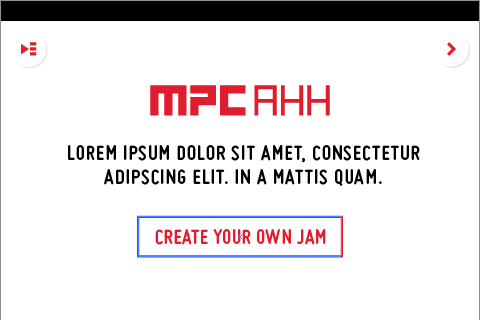 MPC AHH
LOREM IPSUM DOLOR SIT AMET, CONSECTETUR
ADIPSCING ELIT. IN A MATTIS QUAM.
CREATE YOUR OWN JAM